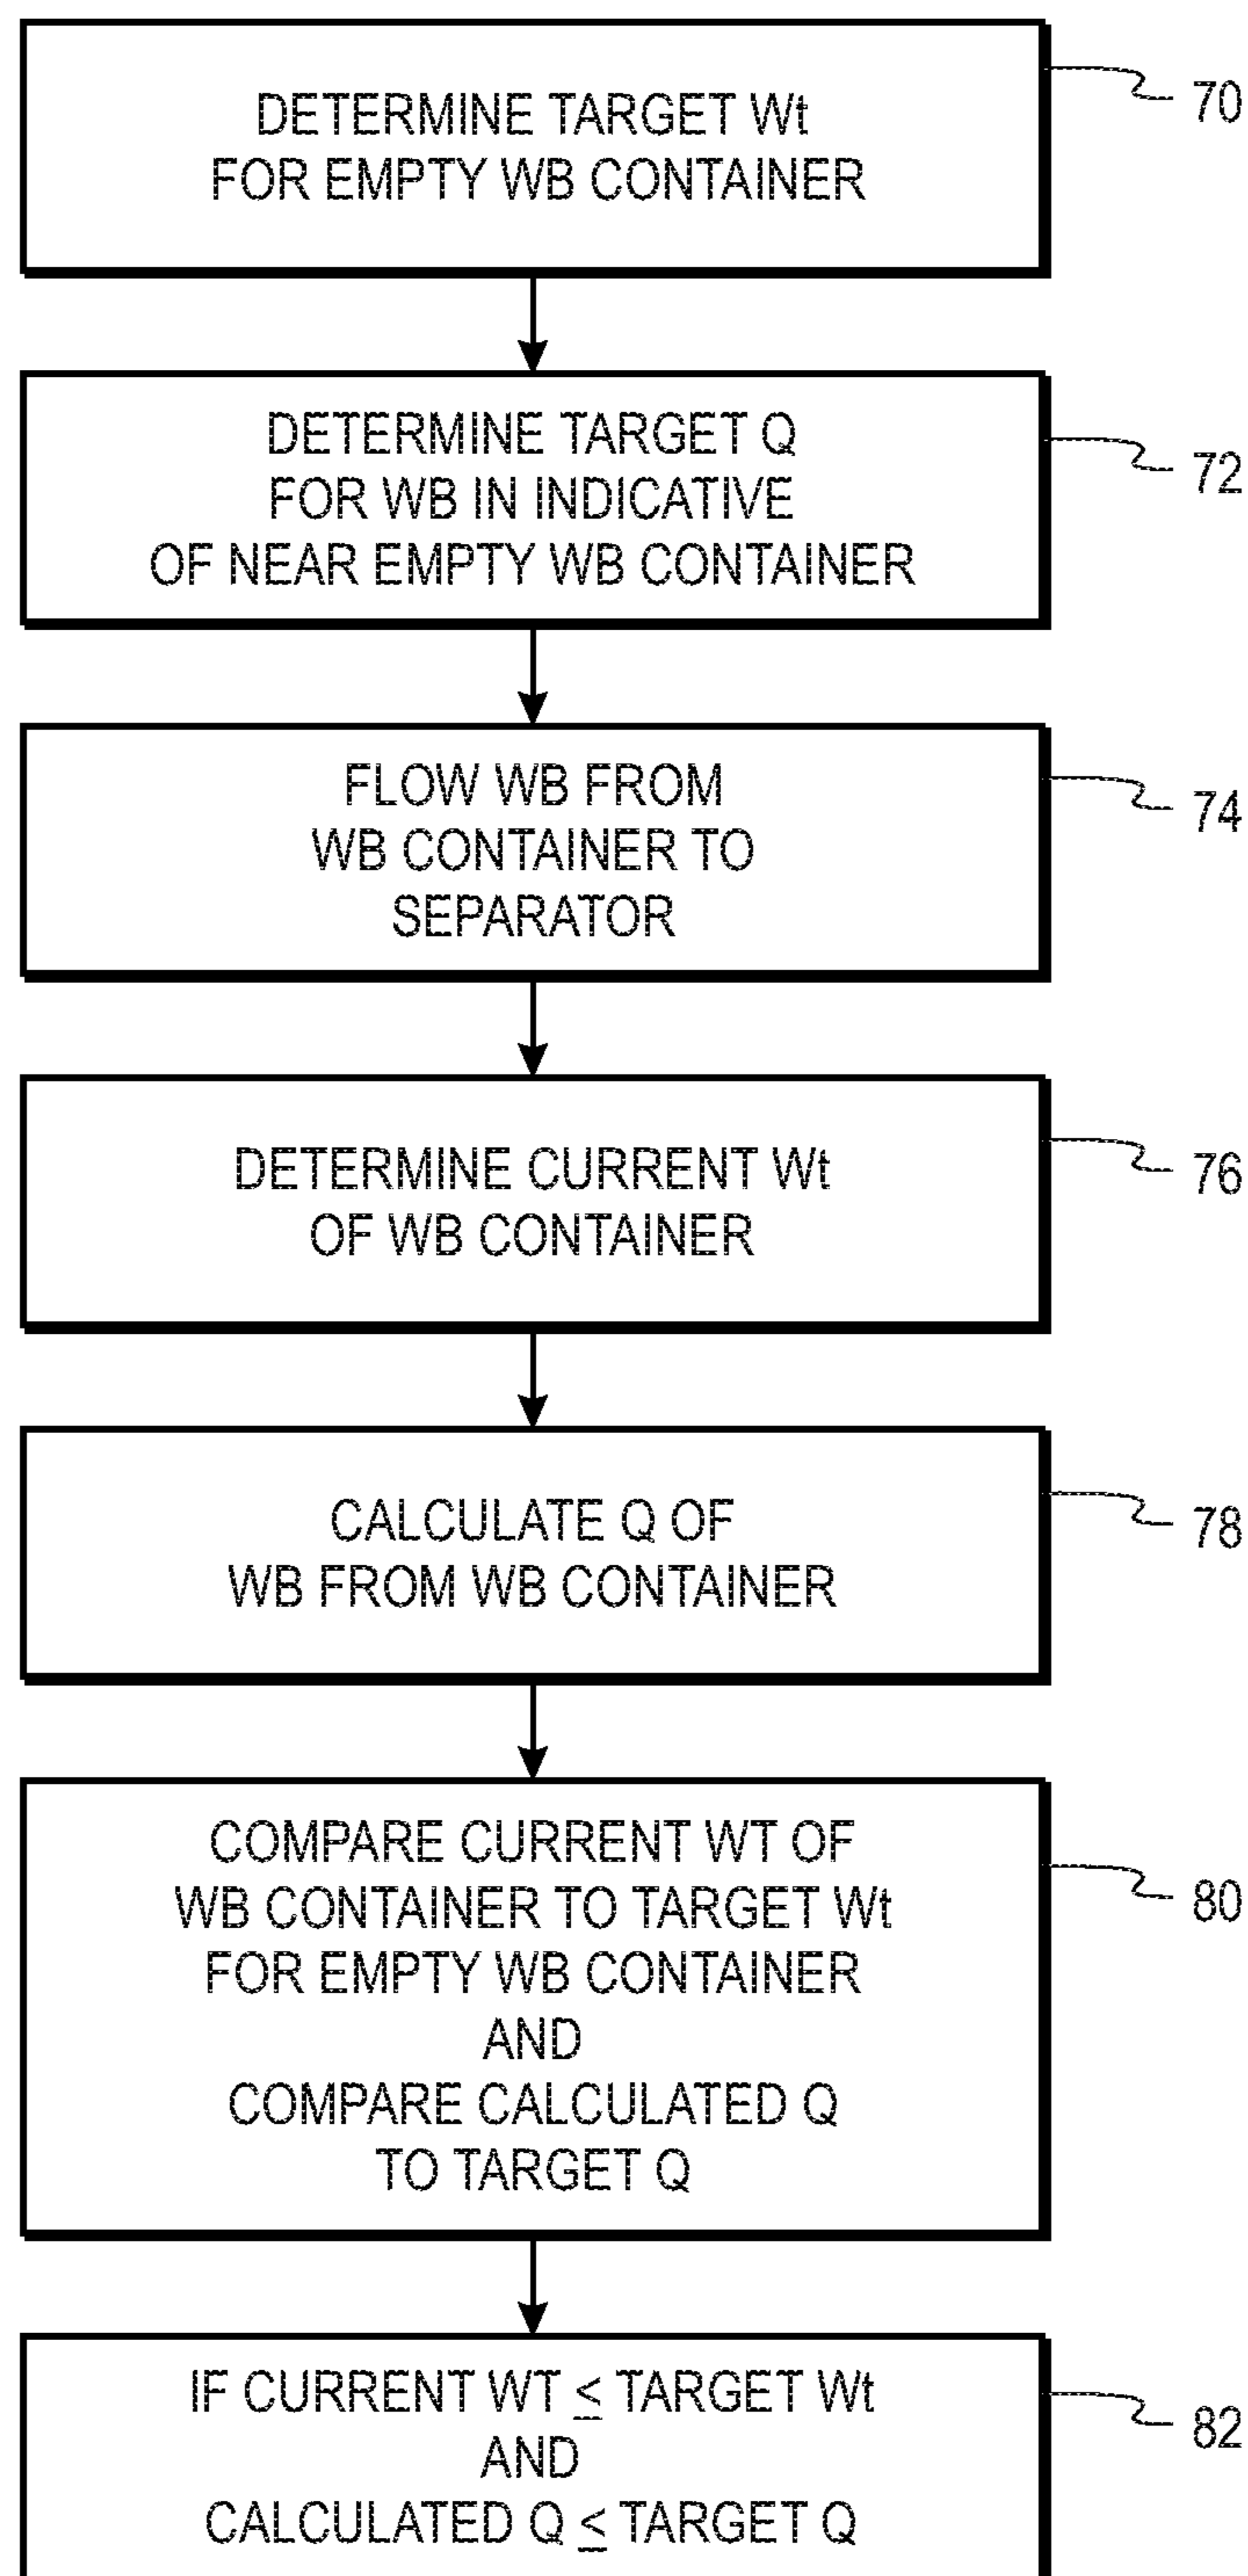 DETERMINE TARGET Wt
FOR EMPTY WB CONTAINER
70
DETERMINE TARGET Q
FOR WB IN INDICATIVE
OF NEAR EMPTY WB CONTAINER
72
FLOW WB FROM
WB CONTAINER TO
SEPARATOR
74
DETERMINE CURRENT Wt
OF WB CONTAINER
76
CALCULATE Q OF
WB FROM WB CONTAINER
78
COMPARE CURRENT WT OF
WB CONTAINER TO TARGET Wt
FOR EMPTY WB CONTAINER
AND
COMPARE CALCULATED Q
TO TARGET Q
80
IF CURRENT WT ≤ TARGET Wt
AND
CALCULATED Q ≤ TARGET Q
82